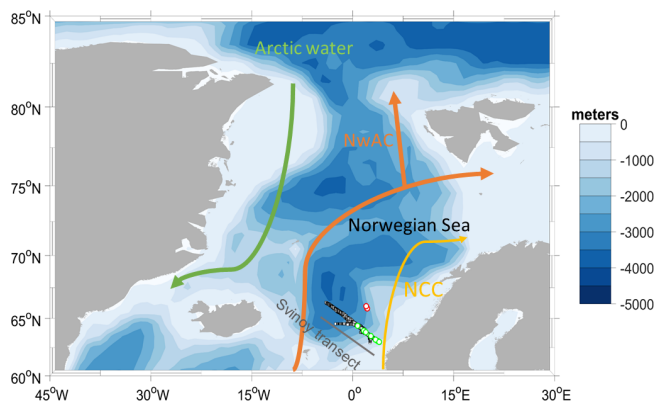 85°N
80°N
75°N
70°N
65°N
60°N
45°W
30°W
15°W
0°
15°E
30°E
Arctic water
NwAC
Norwegian Sea
NCC
Svinoy transect
meters
0
-1000
-2000
-3000
-4000
-5000